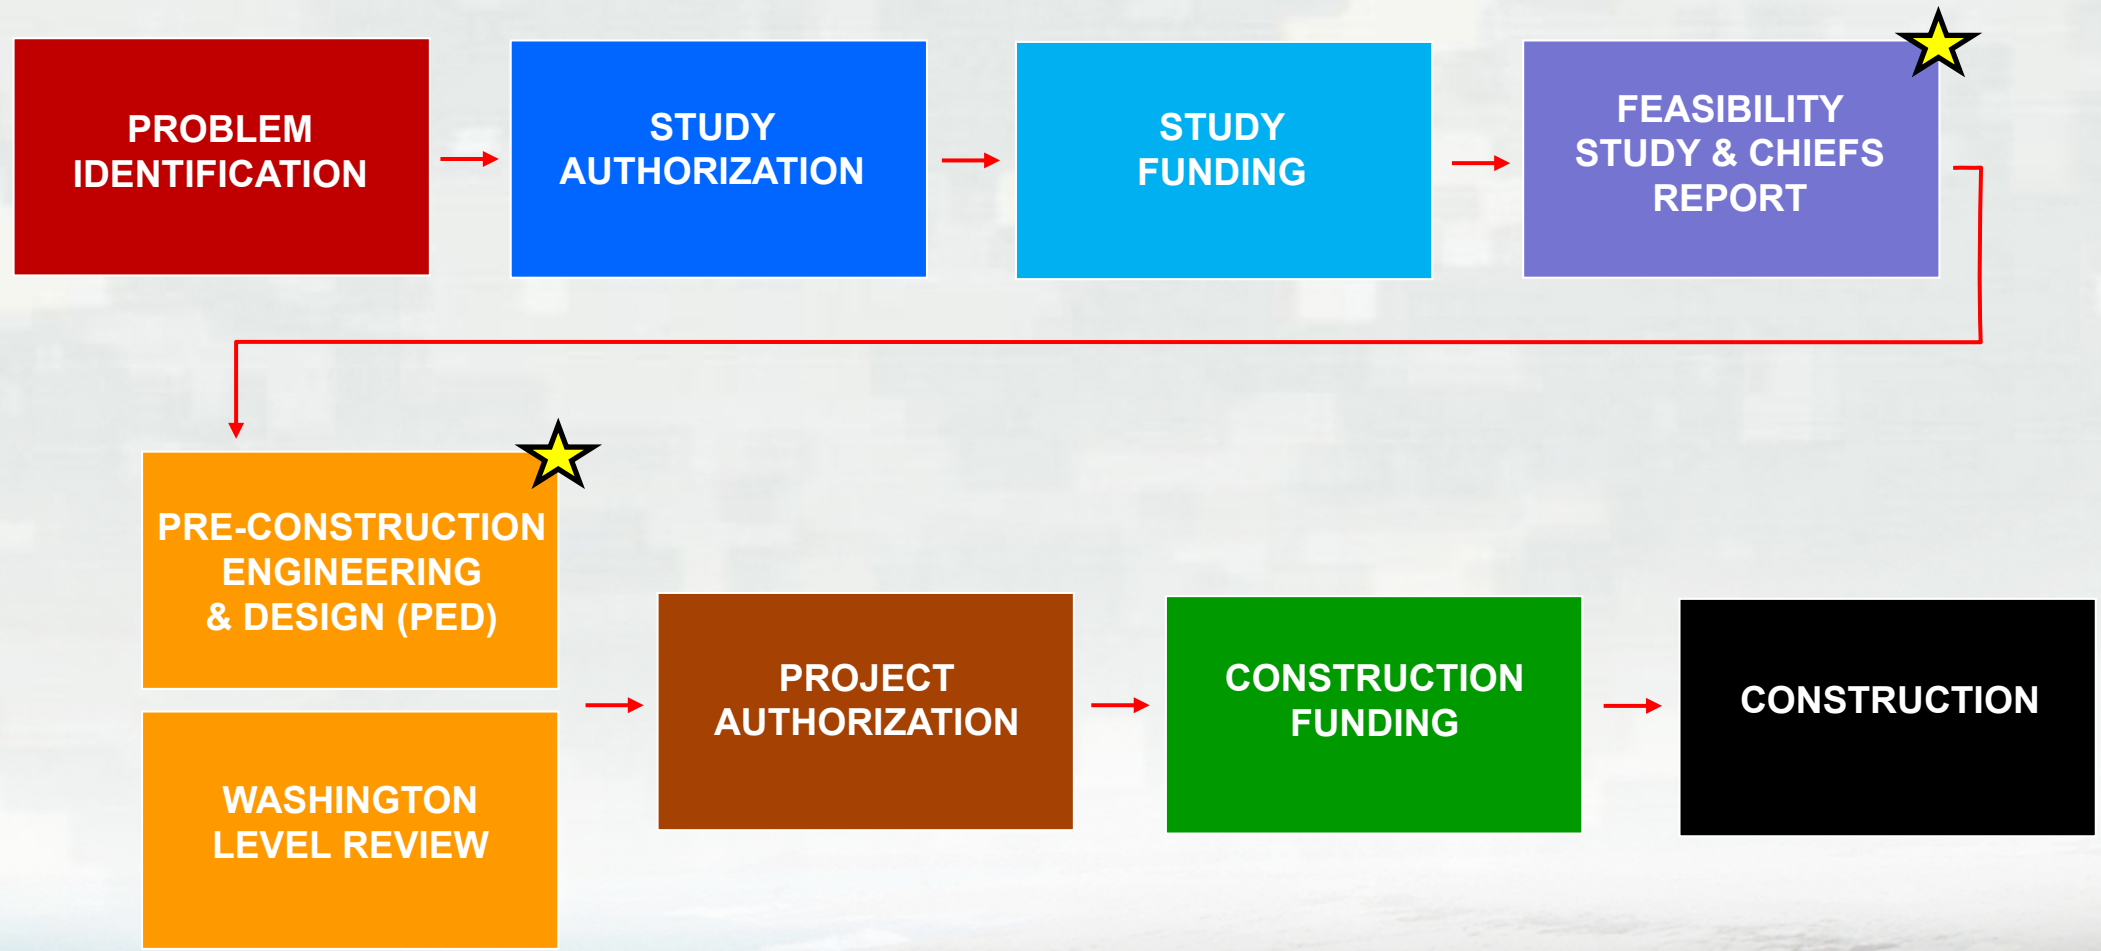 PROBLEM
IDENTIFICATION
STUDY
AUTHORIZATION
STUDY
FUNDING
FEASIBILITY
STUDY & CHIEFS
REPORT
PRE-CONSTRUCTION
ENGINEERING
& DESIGN (PED)
WASHINGTON
LEVEL REVIEW
PROJECT
AUTHORIZATION
CONSTRUCTION
FUNDING
CONSTRUCTION